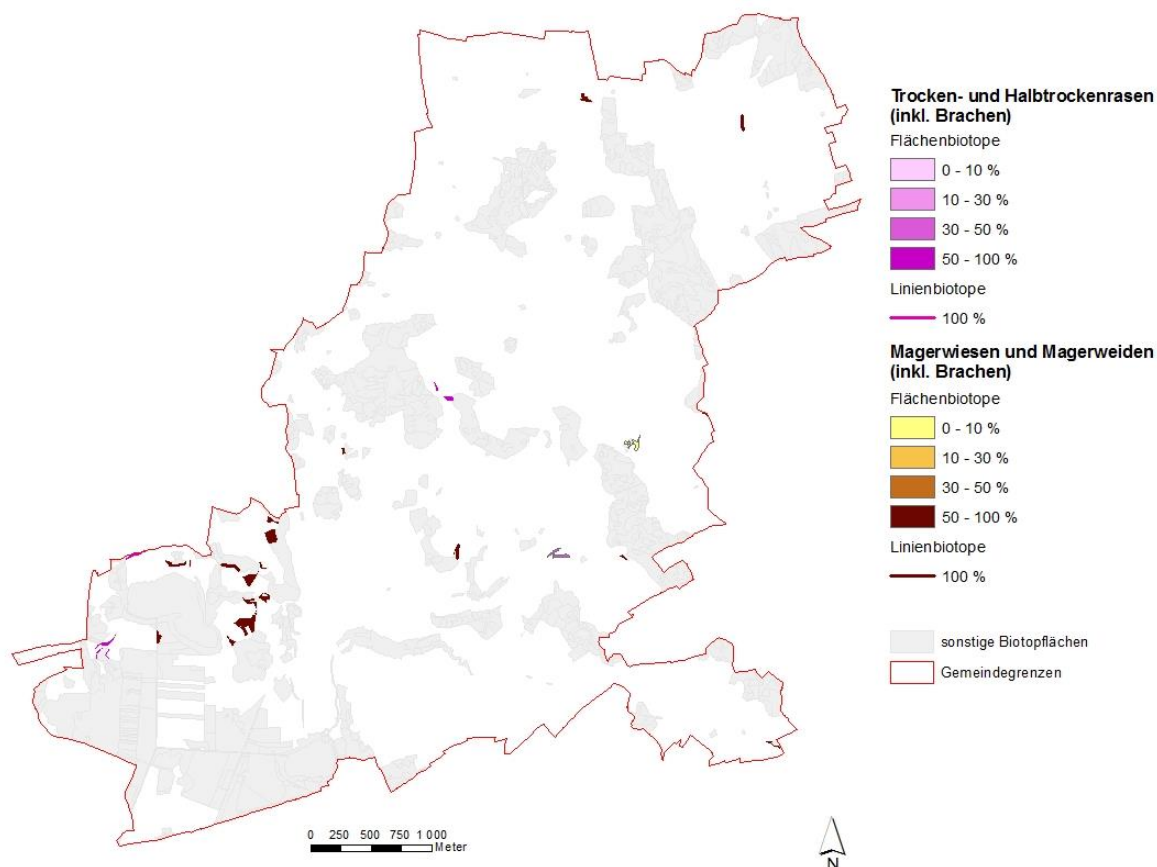 Trocken- und Halbtrockenrasen
(inkl. Brachen)
Flächenbiotope
0 - 10 %
10 - 30 %
30 - 50 %
50 - 100 %
Linienbiotope
100 %
Magerwiesen und Magerweiden
(inkl. Brachen)
Flächenbiotope
0 - 10 %
10 - 30 %
30 - 50 %
50 - 100 %
Linienbiotope
100 %
sonstige Biotopflächen
Gemeindegrenzen
0 250 500 750 1 000
Meter
N